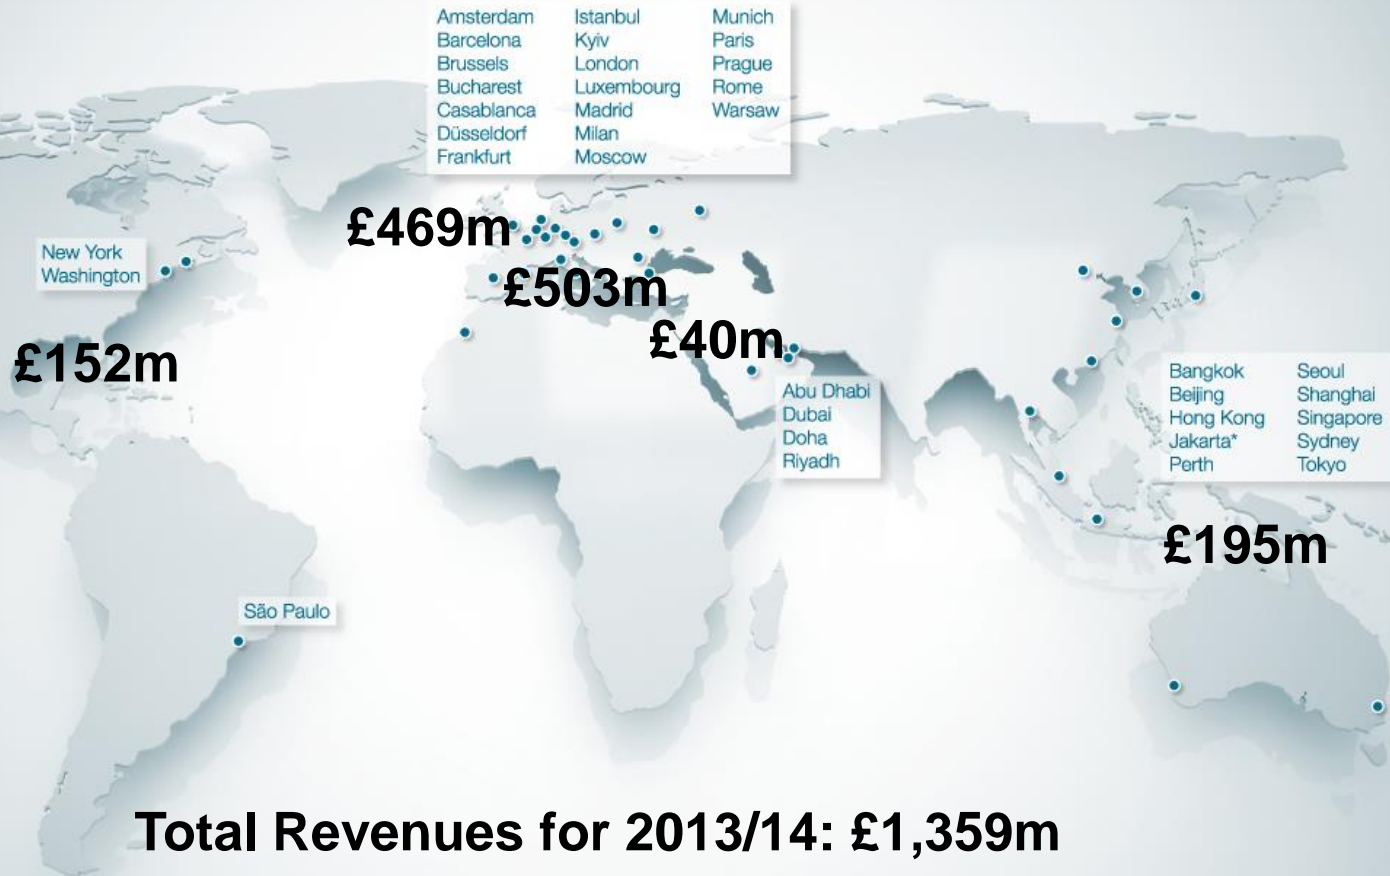 Amsterdam
Barcelona
Brussels
Bucharest
Casablanca
Düsseldorf
Frankfurt
Istanbul
Kyiv
London
Luxembourg
Madrid
Milan
Moscow
Munich
Paris
Prague
Rome
Warsaw
£469m
New York
Washington
£503m
£40m
£152m
Abu Dhabi
Dubai
Doha
Riyadh
Bangkok
Beijing
Hong Kong
Jakarta*
Perth
Seoul
Shanghai
Singapore
Sydney
Tokyo
£195m
São Paulo
Total Revenues for 2013/14: £1,359m